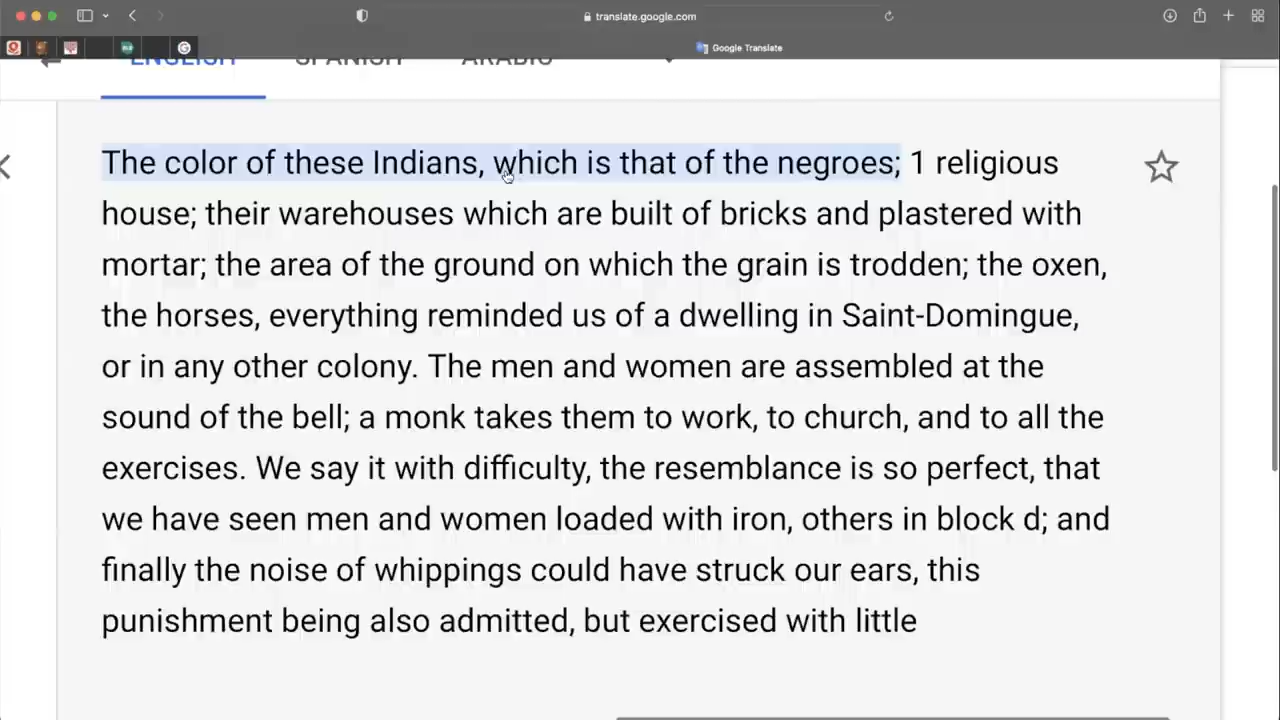 translate.google.com
Google Translate
ENGLISH SPANISH ARABIC
The color of these Indians, which is that of the negroes; 1 religious
house; their warehouses which are built of bricks and plastered with
mortar; the area of the ground on which the grain is trodden; the oxen,
the horses, everything reminded us of a dwelling in Saint-Domingue,
or in any other colony. The men and women are assembled at the
sound of the bell; a monk takes them to work, to church, and to all the
exercises. We say it with difficulty, the resemblance is so perfect, that
we have seen men and women loaded with iron, others in block d; and
finally the noise of whippings could have struck our ears, this
punishment being also admitted, but exercised with little